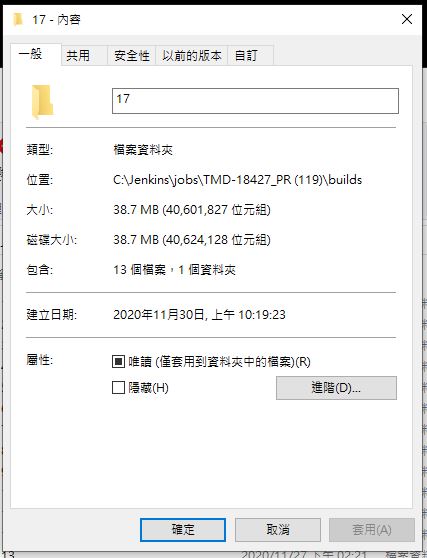 17 - 內容
一般 共用 安全性 以前的版本 自訂
17
類型: 檔案資料夾
位置: C:\Jenkins\jobs\TMD-18427_PR (119)\builds
大小: 38.7 MB (40,601,827 位元組)
磁碟大小: 38.7 MB (40,624,128 位元組)
包含: 13 個檔案，1 個資料夾
建立日期: 2020年11月30日, 上午 10:19:23
屬性: 唯讀 (僅套用到資料夾中的檔案)(R)
隱藏(H) 進階(D)...
確定 取消 套用(A)
13 2020/11/27 下午 02:21 檔案資